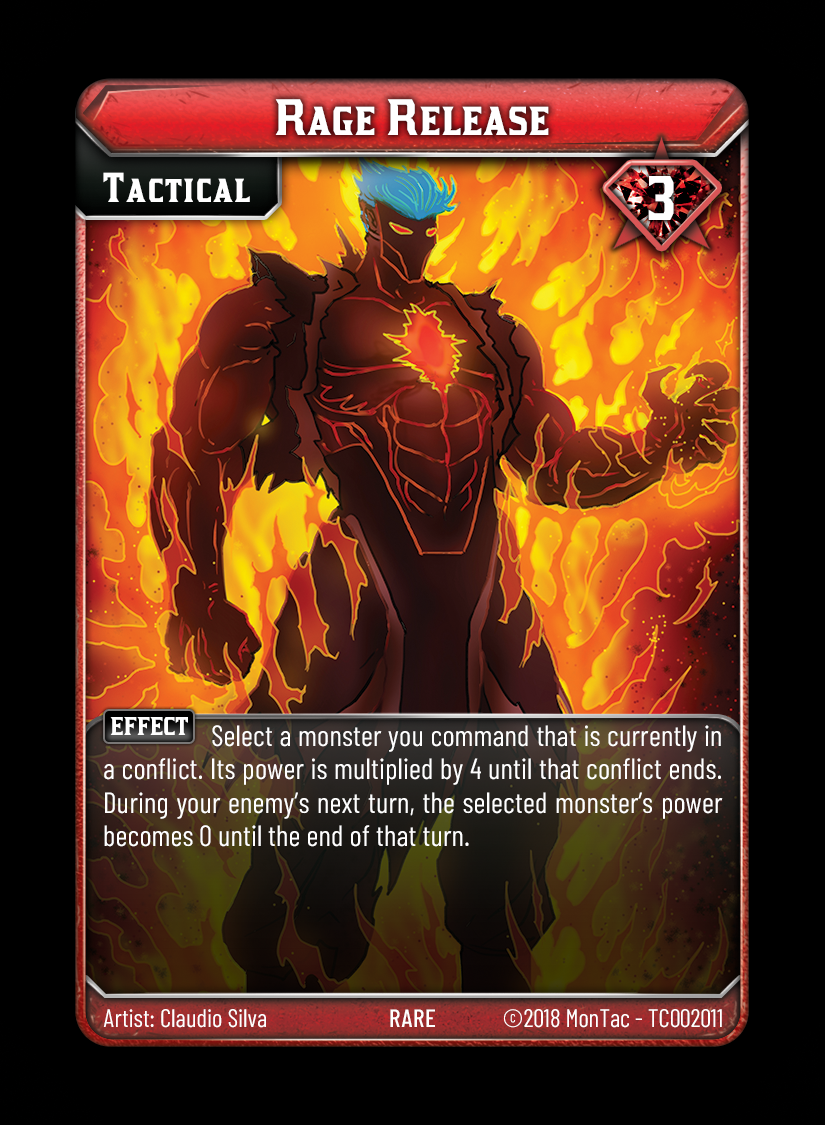 Rage Release
Tactical
3
EFFECT Select a monster you command that is currently in
a conflict. Its power is multiplied by 4 until that conflict ends.
During your enemy's next turn, the selected monster's power
becomes 0 until the end of that turn.
Artist: Claudio Silva RARE ©2018 MonTac - TC002011